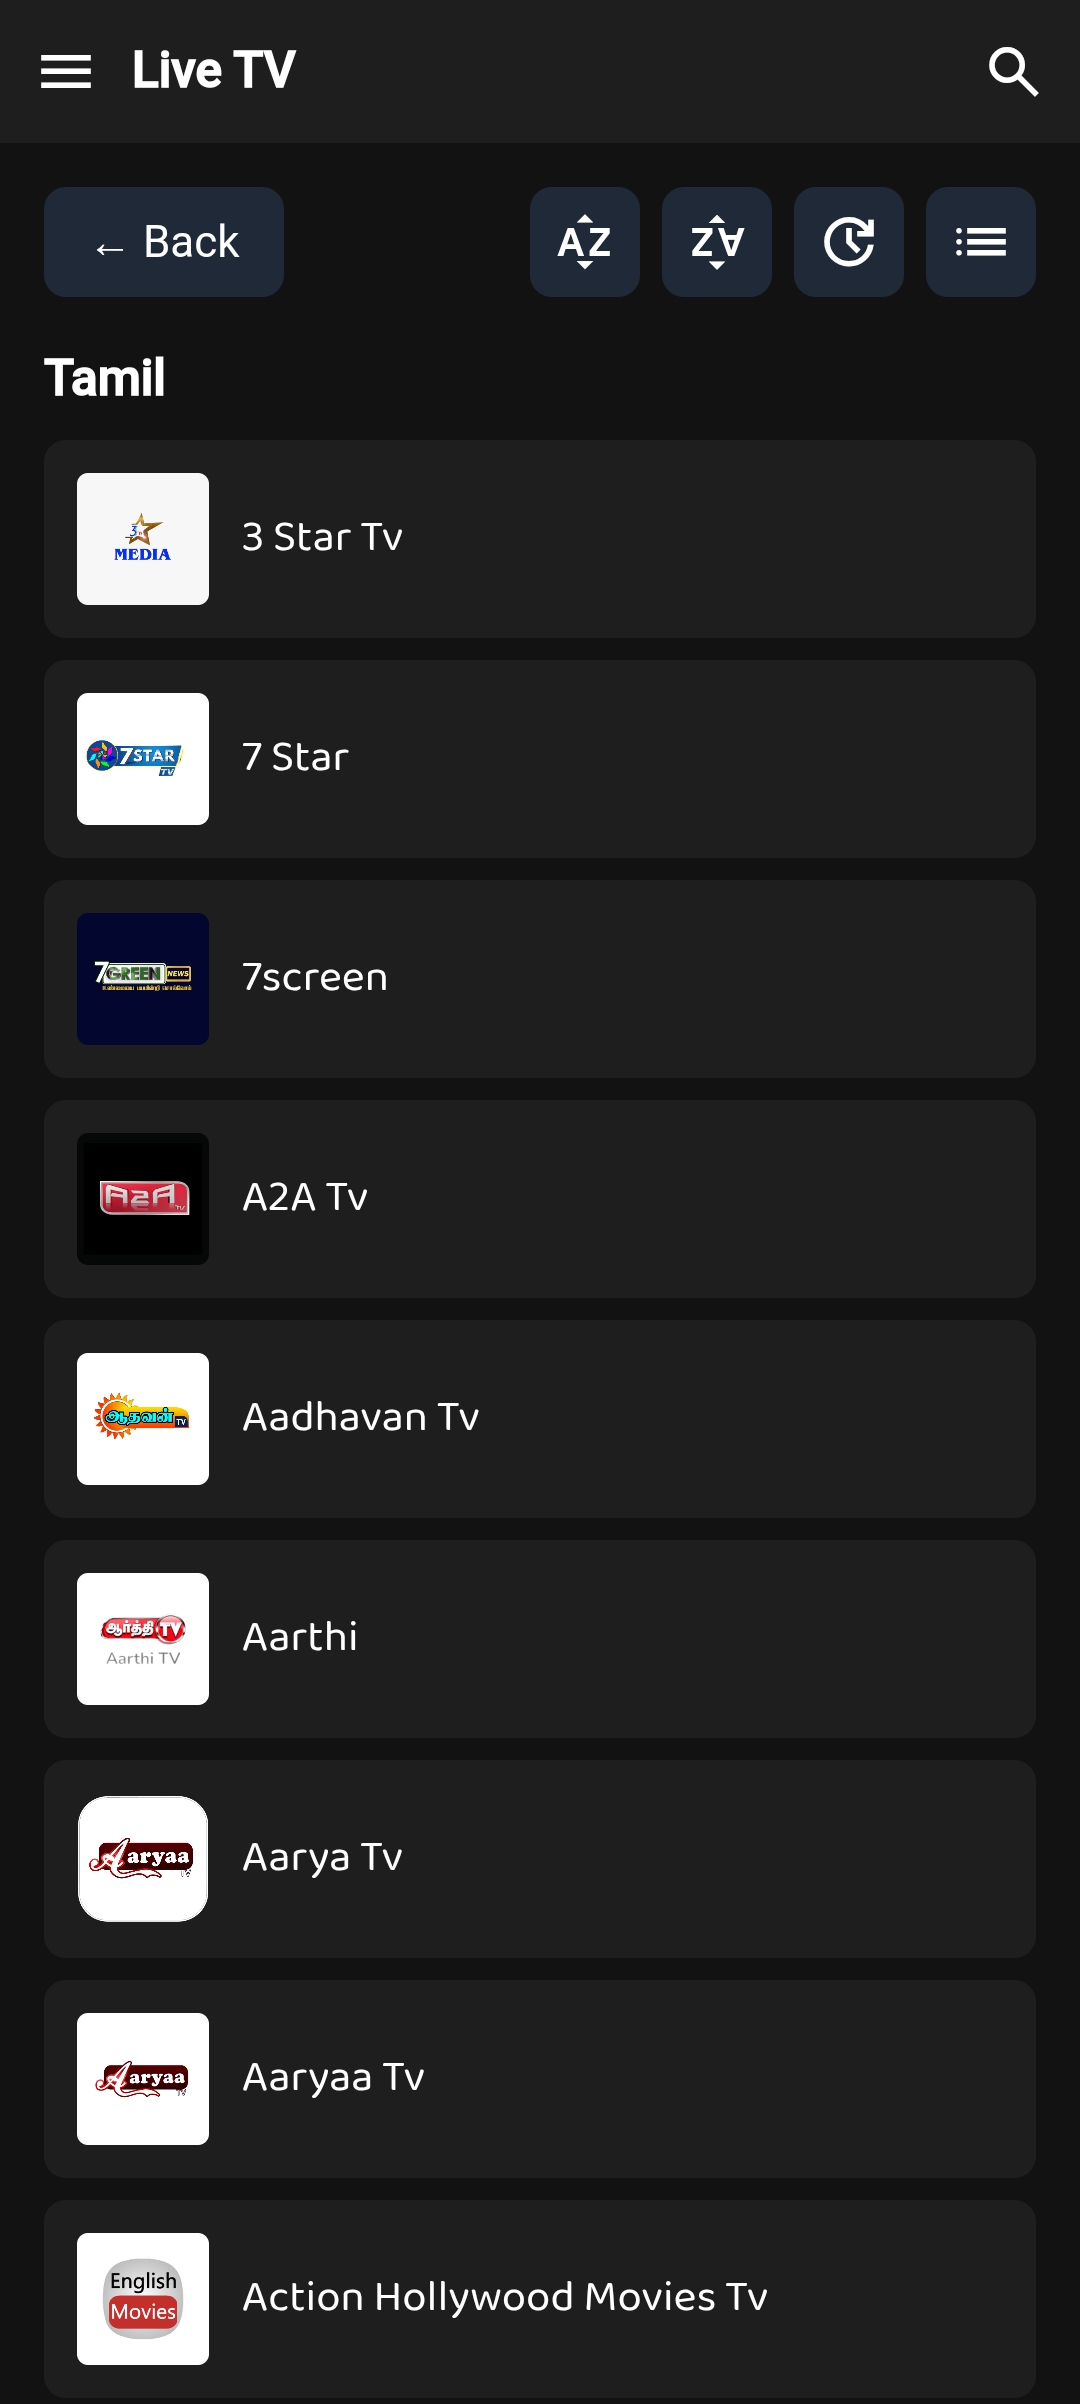 Live TV
← Back
AZ
ZA
Tamil
3
MEDIA
3 Star Tv
7STAR
TV
7 Star
7GREEN NEWS
7screen
A2A TV
A2A Tv
ஆதவன் TV
Aadhavan Tv
ஆர்த்தி TV
Aarthi TV
Aarthi
Aaryaa
TV
Aarya Tv
Aaryaa
TV
Aaryaa Tv
English
Movies
Action Hollywood Movies Tv